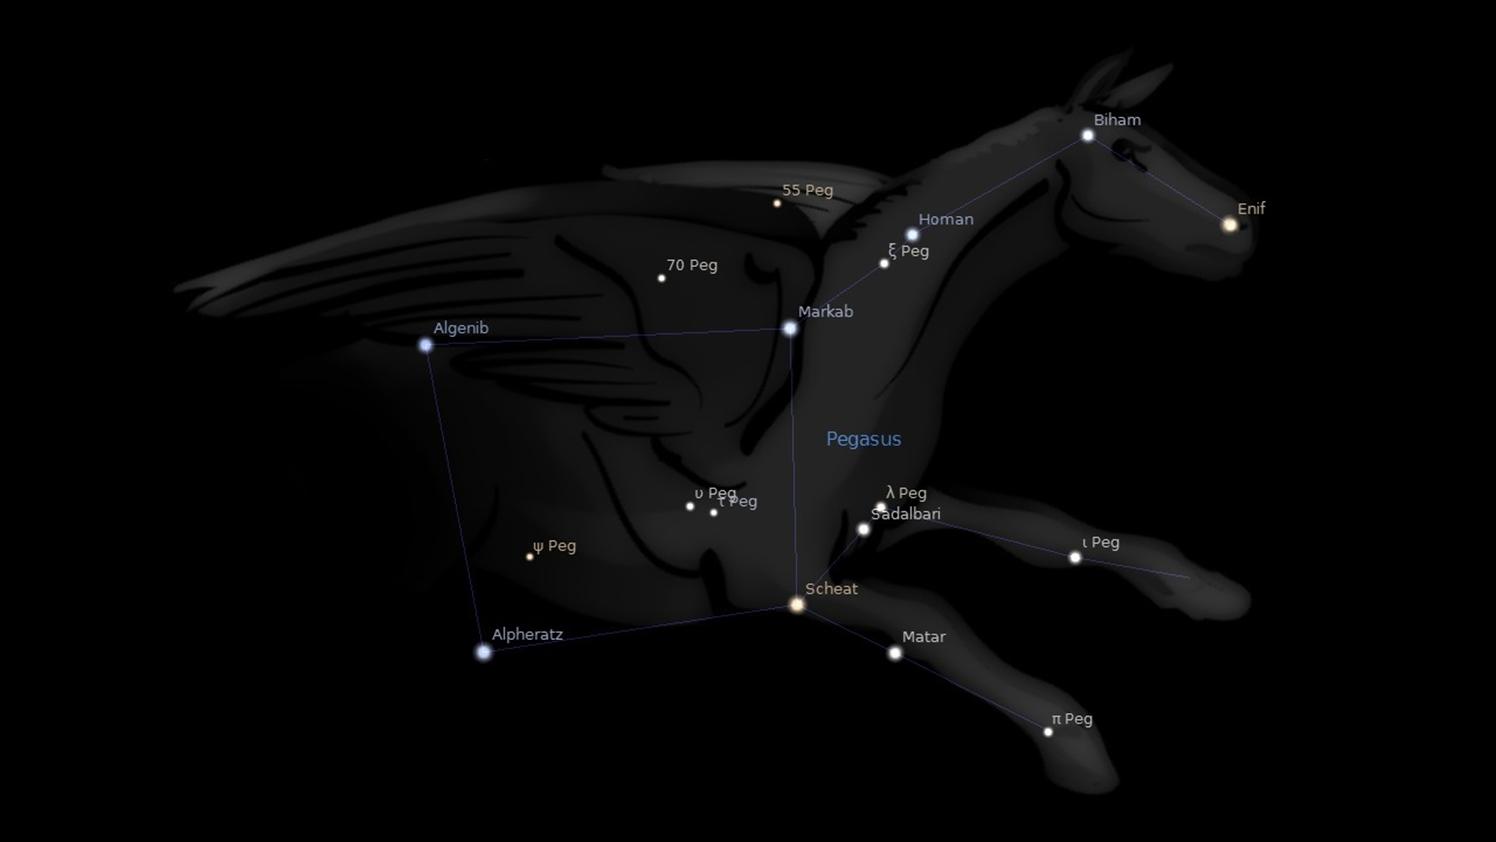 Biham
55 Peg
Enif
Homan
ξ Peg
70 Peg
Markab
Algenib
Pegasus
υ Peg
τ Peg
λ Peg
Sadalbari
ψ Peg
ι Peg
Scheat
Alpheratz
Matar
π Peg